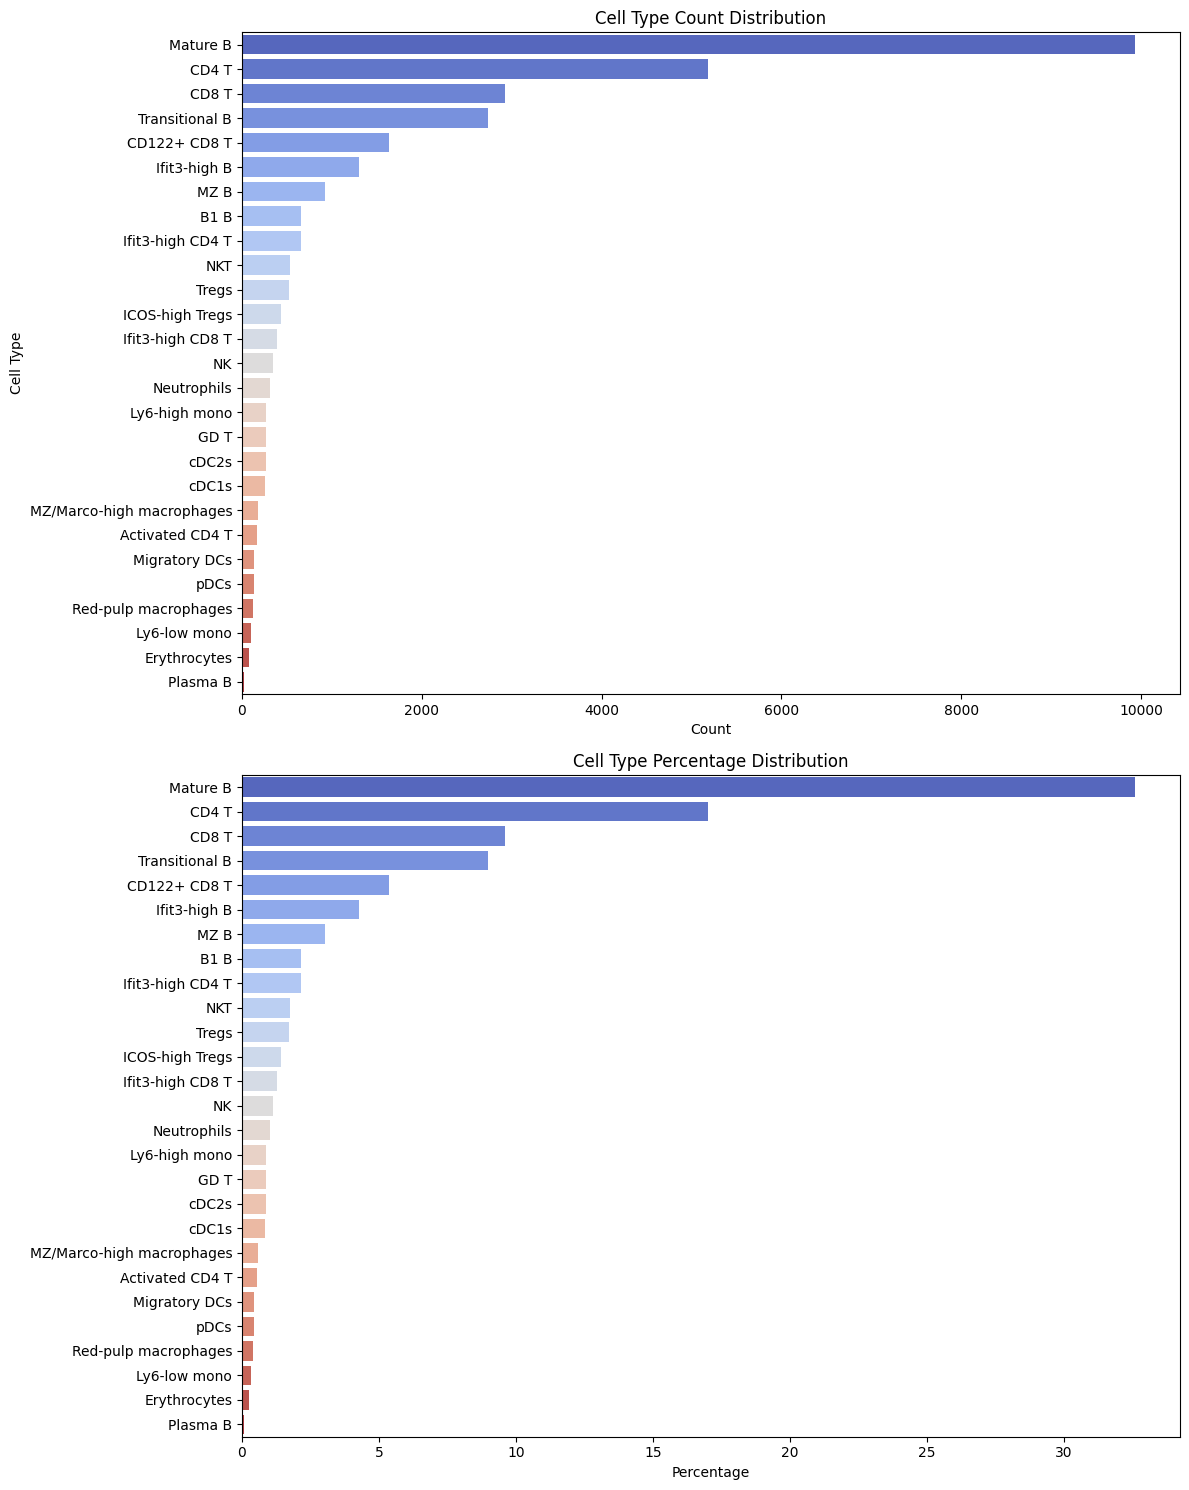 Cell Type Count Distribution
Mature B
CD4 T
CD8 T
Transitional B
CD122+ CD8 T
Ifit3-high B
MZ B
B1 B
Ifit3-high CD4 T
NKT
Tregs
ICOS-high Tregs
Ifit3-high CD8 T
NK
Neutrophils
Ly6-high mono
GD T
cDC2s
cDC1s
MZ/Marco-high macrophages
Activated CD4 T
Migratory DCs
pDCs
Red-pulp macrophages
Ly6-low mono
Erythrocytes
Plasma B
Cell Type
0 2000 4000 6000 8000 10000
Count
Cell Type Percentage Distribution
Mature B
CD4 T
CD8 T
Transitional B
CD122+ CD8 T
Ifit3-high B
MZ B
B1 B
Ifit3-high CD4 T
NKT
Tregs
ICOS-high Tregs
Ifit3-high CD8 T
NK
Neutrophils
Ly6-high mono
GD T
cDC2s
cDC1s
MZ/Marco-high macrophages
Activated CD4 T
Migratory DCs
pDCs
Red-pulp macrophages
Ly6-low mono
Erythrocytes
Plasma B
0 5 10 15 20 25 30
Percentage